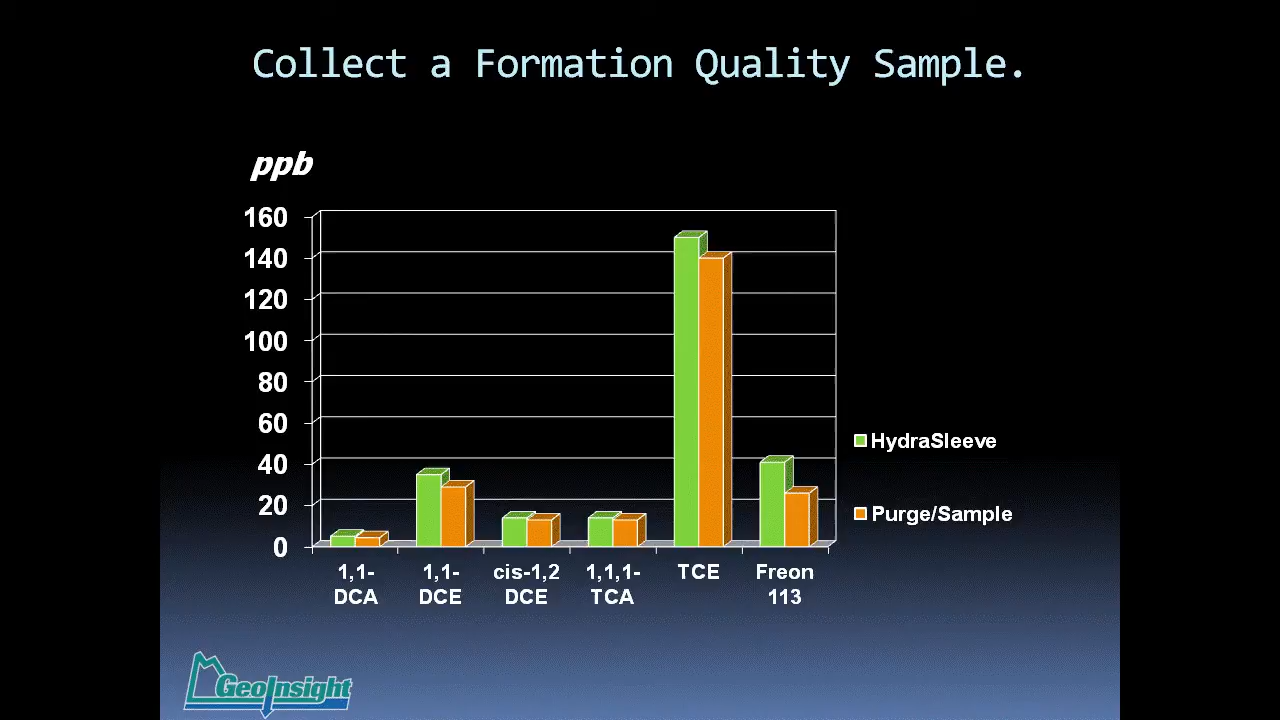 Collect a Formation Quality Sample.
ppb
160
140
120
100
80
60
40
20
0
1,1-
DCA
1,1-
DCE
cis-1,2
DCE
1,1,1-
TCA
TCE
Freon
113
HydraSleeve
Purge/Sample
GeoInsight